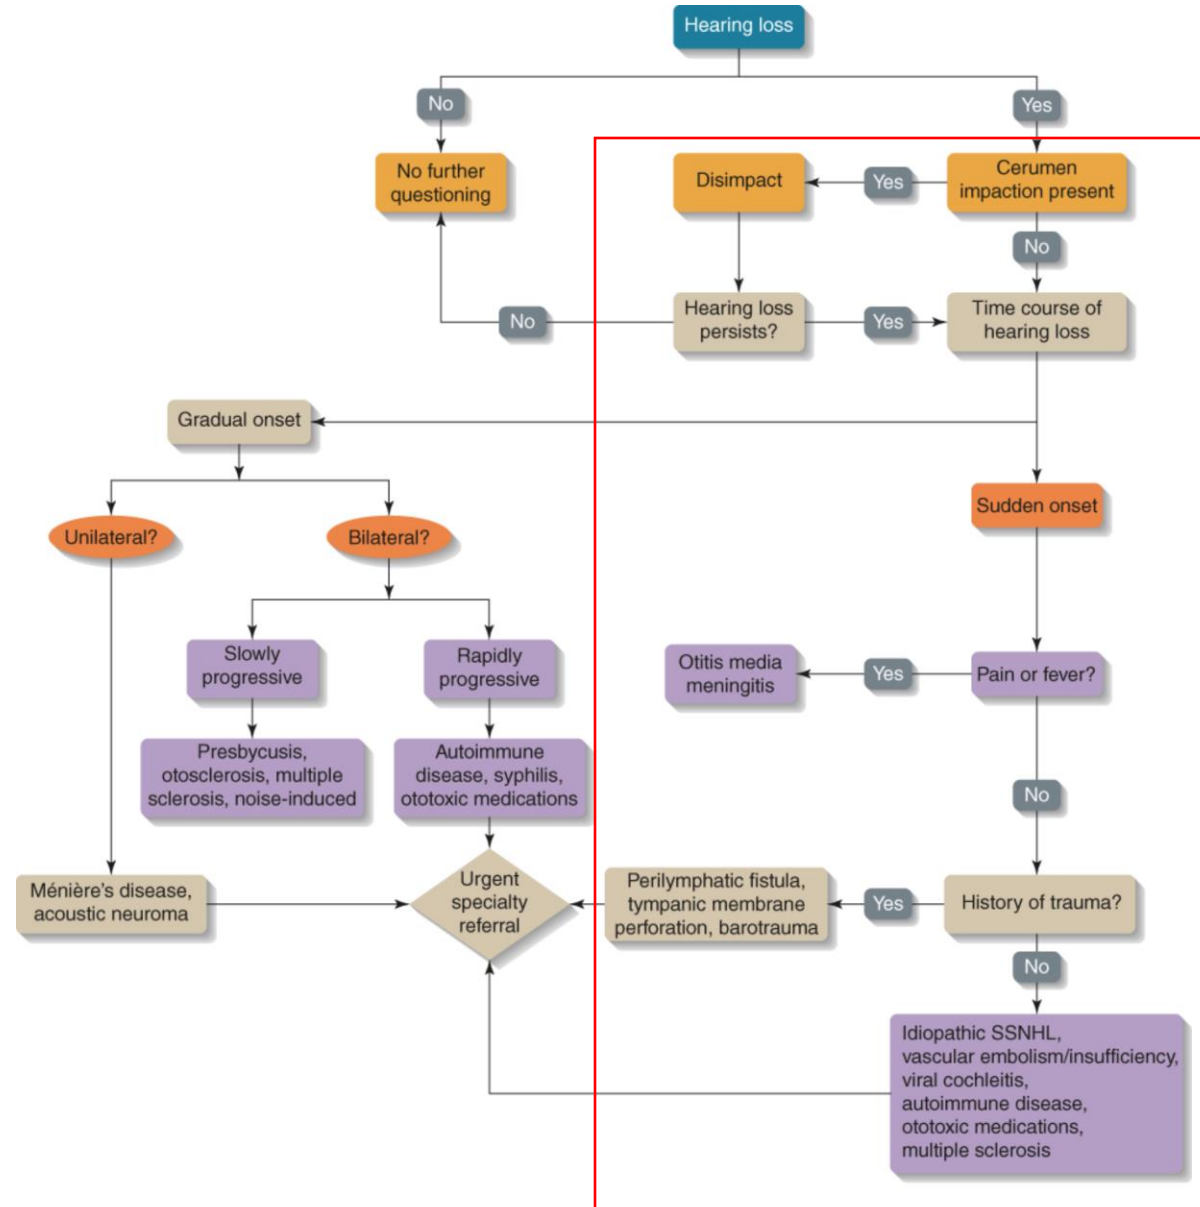 Hearing loss
No
Yes
No further
questioning
Disimpact
Yes
Cerumen
impaction present
No
No
Hearing loss
persists?
Yes
Time course of
hearing loss
Gradual onset
Sudden onset
Unilateral?
Bilateral?
Slowly
progressive
Rapidly
progressive
Otitis media
meningitis
Yes
Pain or fever?
Presbycusis,
otosclerosis, multiple
sclerosis, noise-induced
Autoimmune
disease, syphilis,
ototoxic medications
No
Ménière's disease,
acoustic neuroma
Urgent
specialty
referral
Perilymphatic fistula,
tympanic membrane
perforation, barotrauma
Yes
History of trauma?
No
Idiopathic SSNHL,
vascular embolism/insufficiency,
viral cochleitis,
autoimmune disease,
ototoxic medications,
multiple sclerosis